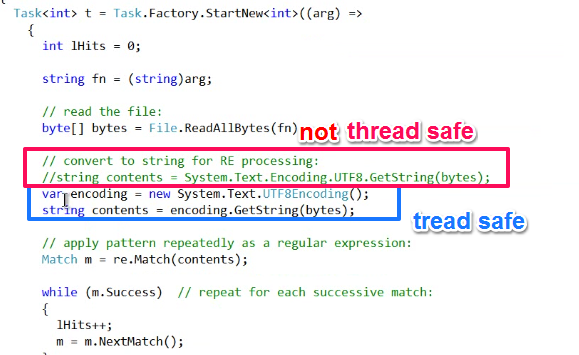 Task<int> t = Task.Factory.StartNew<int>((arg) =>
{
int lHits = 0;
string fn = (string)arg;
// read the file:
byte[] bytes = File.ReadAllBytes(fn)
not thread safe
// convert to string for RE processing:
//string contents = System.Text.Encoding.UTF8.GetString(bytes);
var encoding = new System.Text.UTF8Encoding();
string contents = encoding.GetString(bytes);
tread safe
// apply pattern repeatedly as a regular expression:
Match m = re.Match(contents);
while (m.Success)  // repeat for each successive match:
{
lHits++;
m = m.NextMatch();